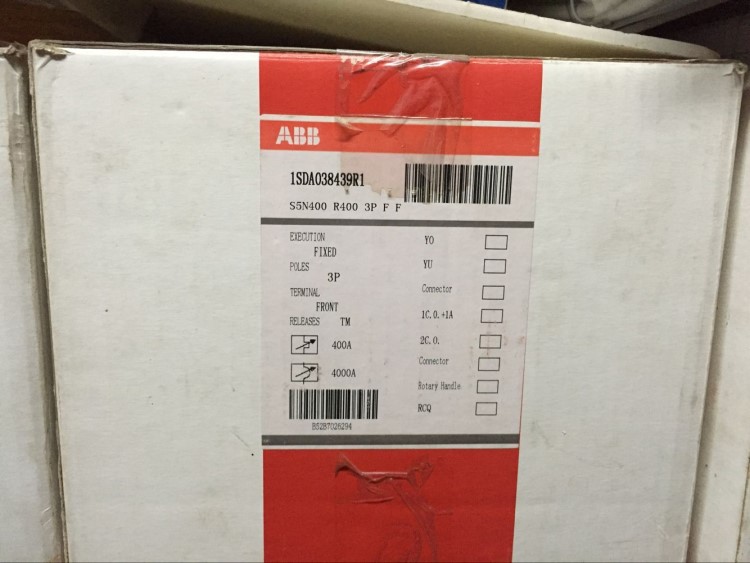 ABB
1SDA038439R1
S5N400 R400 3P F F
EXECUTION
FIXED
POLES
3P
TERMINAL
FRONT
RELEASES TM
400A
4000A
B52B7026294
YO
YU
Connector
1C.O.+1A
2C.O.
Connector
Rotary Handle
RCQ